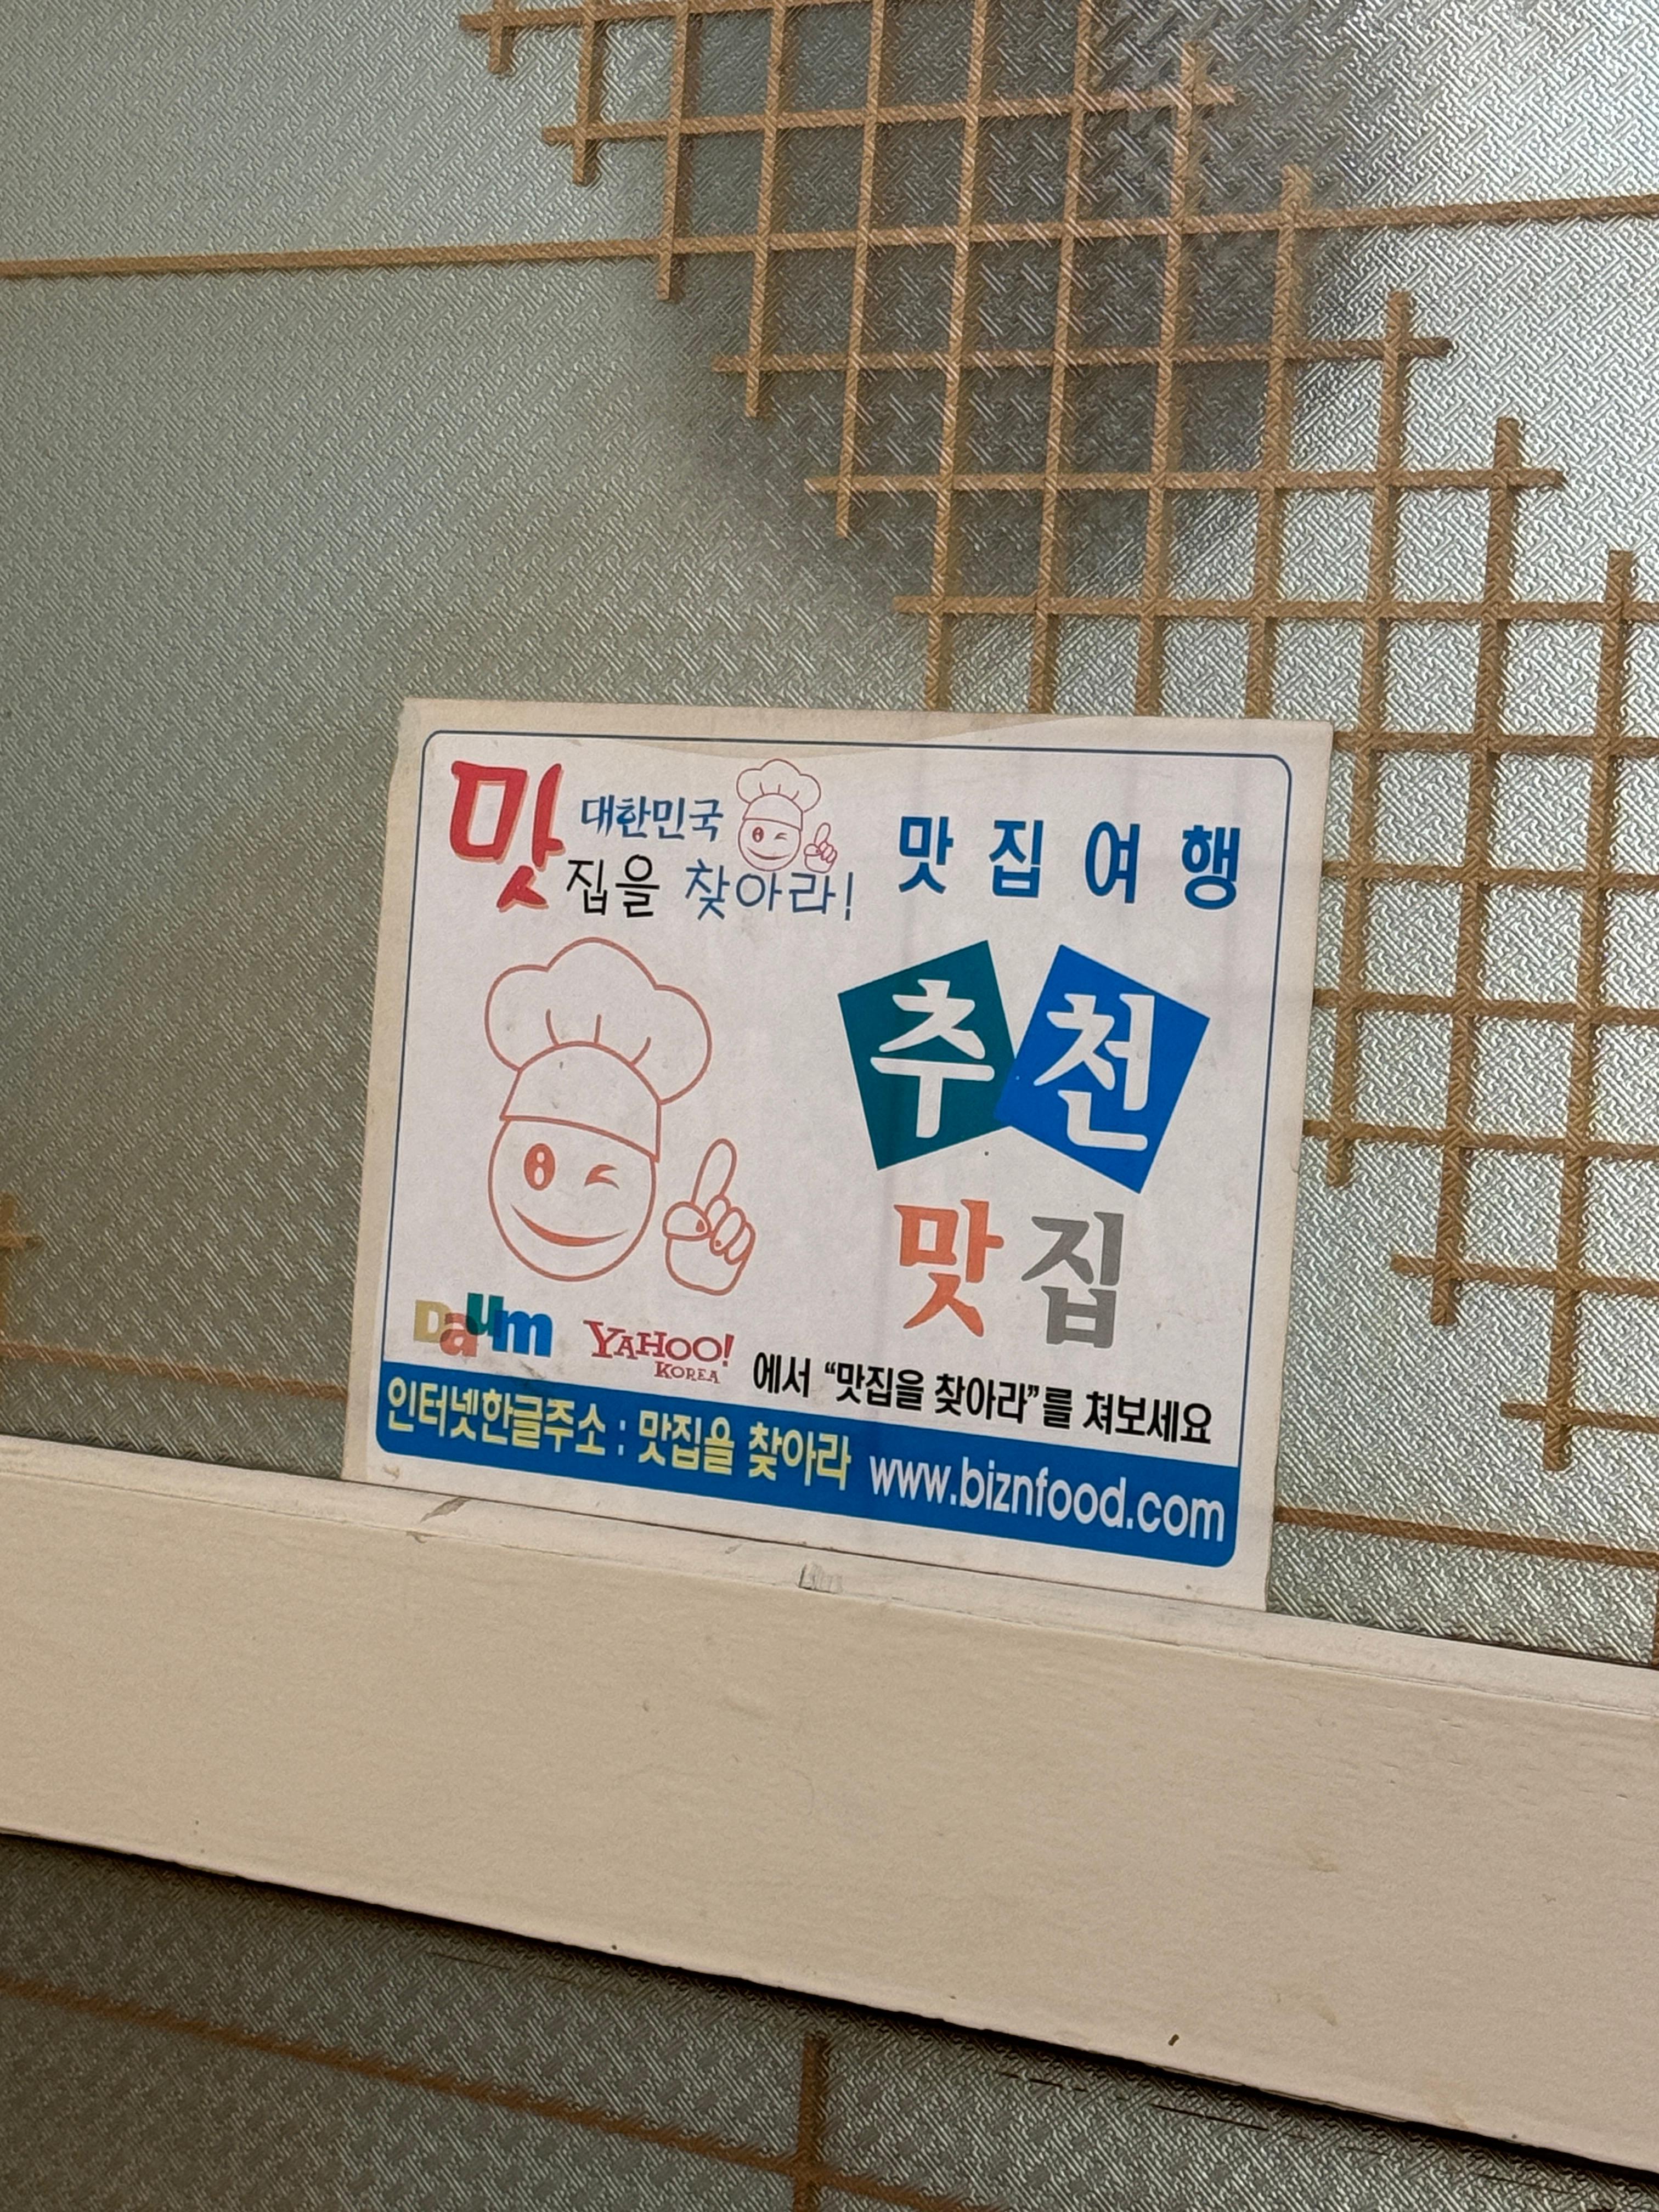 대한민국
맛집을 찾아라!
맛집여행
추천
맛집
Daum YAHOO! KOREA 에서 “맛집을 찾아라”를 쳐보세요
인터넷한글주소 : 맛집을 찾아라 www.biznfood.com